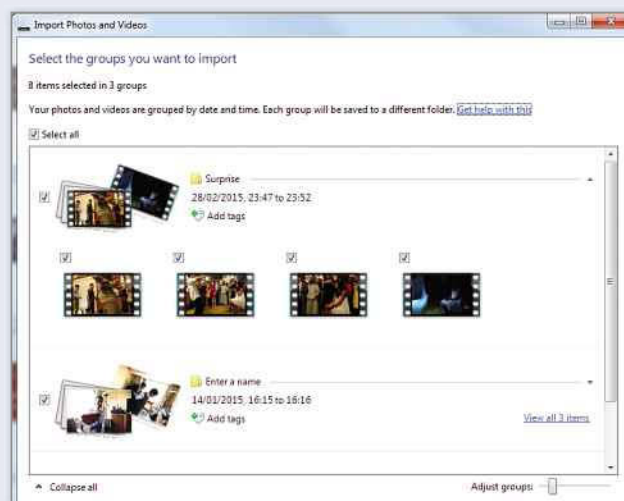 Import Photos and Videos
Select the groups you want to import
8 items selected in 3 groups
Your photos and videos are grouped by date and time. Each group will be saved to a different folder. Get help with this
Select all
Surprise
28/02/2015, 23:47 to 23:52
Add tags
Enter a name
14/01/2015, 16:15 to 16:16
Add tags
View all 3 items
Collapse all
Adjust groups: